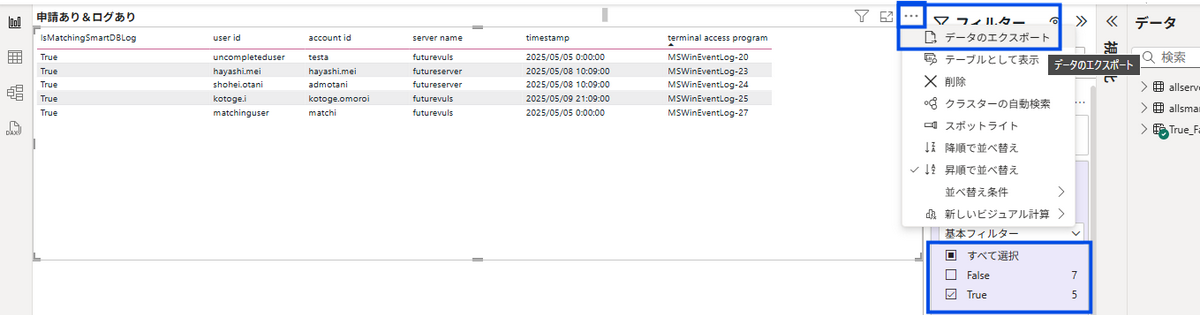 申請あり＆ログあり
IsMatchingSmartDBLog user id account id server name timestamp terminal access program
True uncompleteduser testa futurevuls 2025/05/05 0:00:00 MSWinEventLog-20
True hayashi.mei hayashi.mei futureserver 2025/05/08 10:09:00 MSWinEventLog-23
True shohei.otani admotani futureserver 2025/05/08 10:09:00 MSWinEventLog-24
True kotoge.i kotoge.omoroi futurevuls 2025/05/09 21:09:00 MSWinEventLog-25
True matchinguser matchi futurevuls 2025/05/05 0:00:00 MSWinEventLog-27
フィルター
データのエクスポート
テーブルとして表示
データのエクスポート
削除
クラスターの自動検索
スポットライト
降順で並べ替え
昇順で並べ替え
並べ替え条件
新しいビジュアル計算
基本フィルター
すべて選択
False 7
True 5
データ
検索
allserv
allsma
True_Fa
DAX